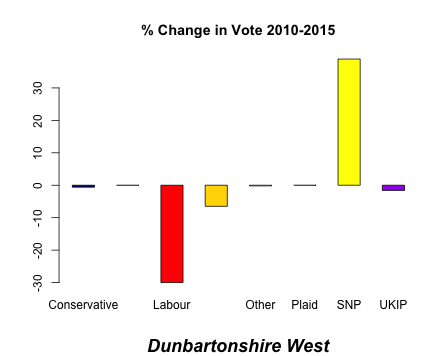 % Change in Vote 2010-2015
30
20
10
0
-10
-20
-30
Conservative Labour Other Plaid SNP UKIP
Dunbartonshire West